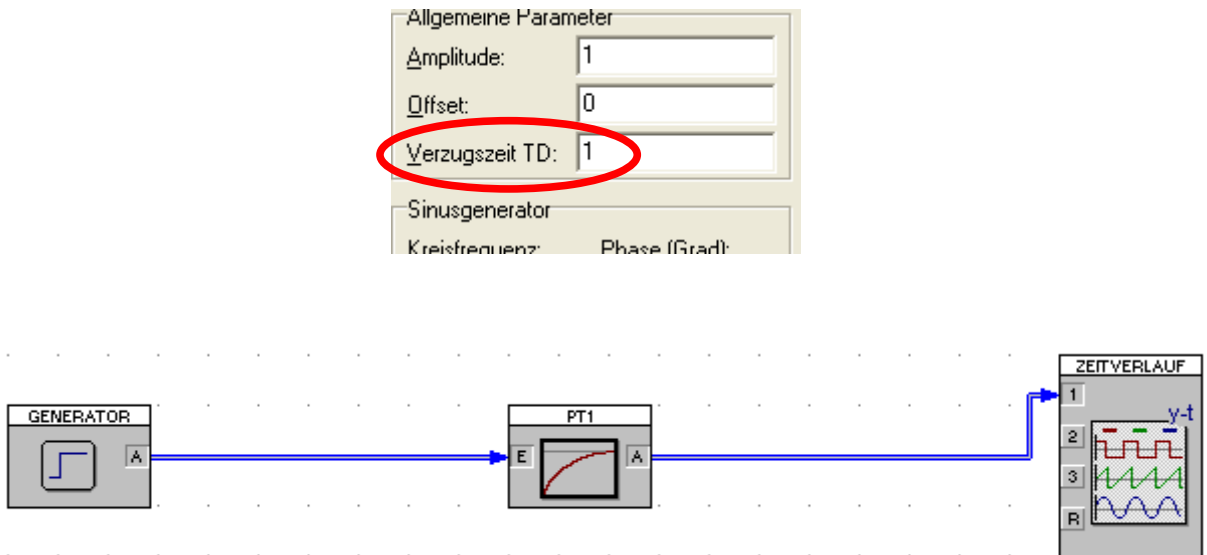 Allgemeine Parameter
Amplitude: 1
Offset: 0
Verzugszeit TD: 1
Sinusgenerator
Kreisfrequenz: Phase (Grad):
ZEITVERLAUF
1
y-t
GENERATOR
PT1
2
A
E
A
3
R